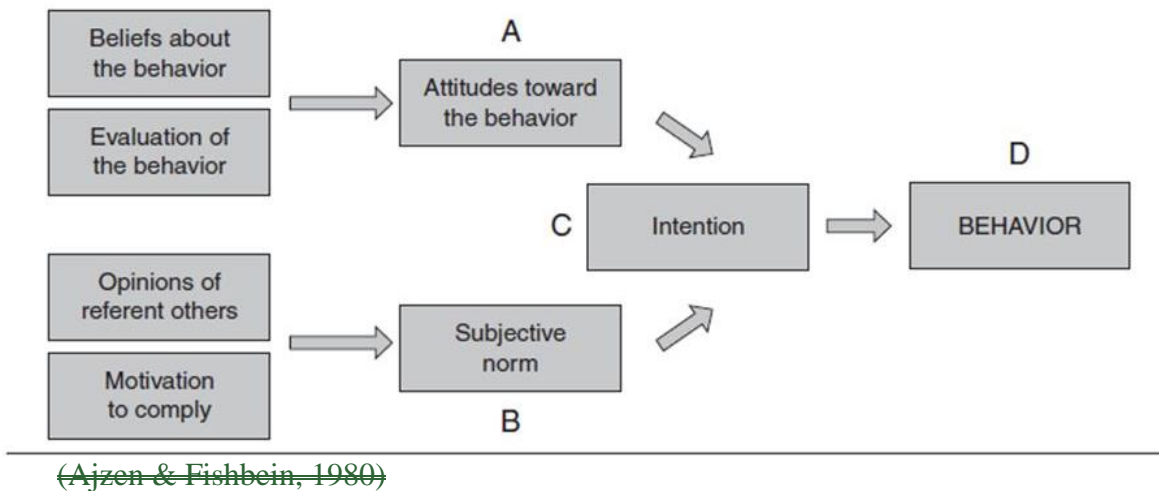 Beliefs about
the behavior
Evaluation of
the behavior
A
Attitudes toward
the behavior
Opinions of
referent others
Motivation
to comply
Subjective
norm
B
C
Intention
D
BEHAVIOR
(Ajzen & Fishbein, 1980)